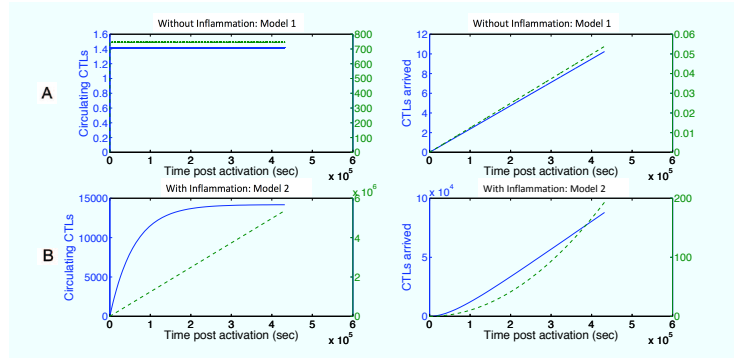 Without Inflammation: Model 1
Without Inflammation: Model 1
A
Circulating CTLs
1.6
1.4
1.2
1
0.8
0.6
0.4
0.2
0
800
700
600
500
400
300
200
100
0
0 1 2 3 4 5 6
Time post activation (sec)
x 10^5
CTLs arrived
12
10
8
6
4
2
0
0.06
0.05
0.04
0.03
0.02
0.01
0
0 1 2 3 4 5 6
Time post activation (sec)
x 10^5
With Inflammation: Model 2
With Inflammation: Model 2
B
Circulating CTLs
15000
10000
5000
0
x 10^6
6
4
2
0
0 1 2 3 4 5 6
Time post activation (sec)
x 10^5
CTLs arrived
x 10^4
10
5
0
200
100
0
0 1 2 3 4 5 6
Time post activation (sec)
x 10^5